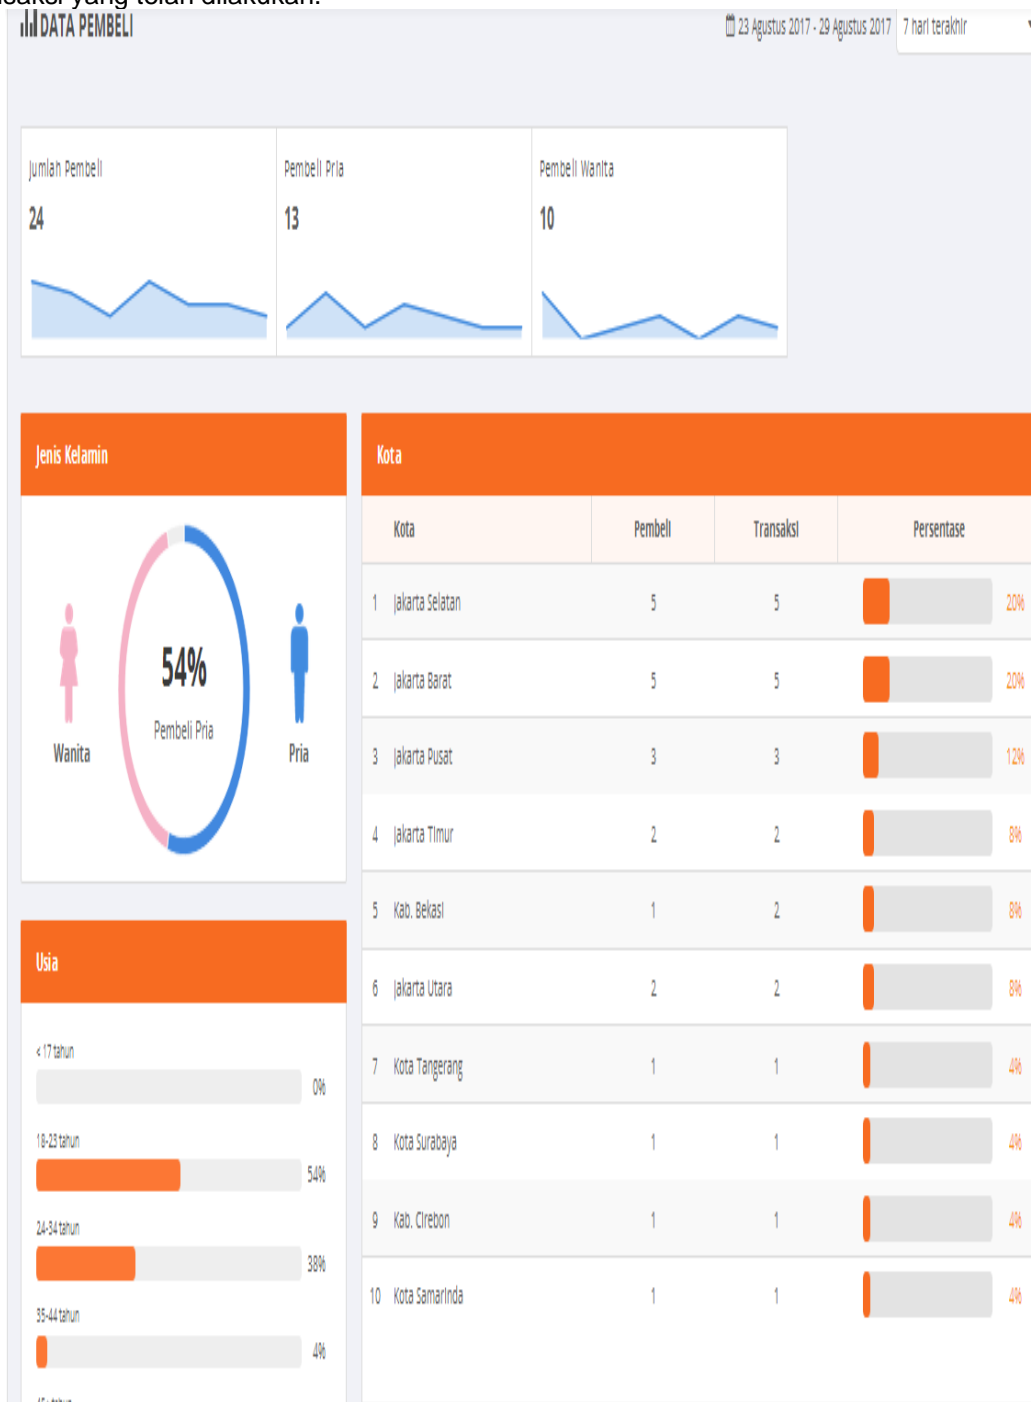 saksi yang telah dilakukan.
DATA PEMBELI
23 Agustus 2017 - 29 Agustus 2017 7 hari terakhir
Jumlah Pembeli Pembeli Pria Pembeli Wanita
24 13 10
Jenis Kelamin
54%
Pembeli Pria
Wanita Pria
Usia
< 17 tahun
0%
18-23 tahun
54%
24-34 tahun
38%
35-44 tahun
4%
Kota
Kota Pembeli Transaksi Persentase
1 Jakarta Selatan 5 5 20%
2 Jakarta Barat 5 5 20%
3 Jakarta Pusat 3 3 12%
4 Jakarta Timur 2 2 8%
5 Kab. Bekasi 1 2 8%
6 Jakarta Utara 2 2 8%
7 Kota Tangerang 1 1 4%
8 Kota Surabaya 1 1 4%
9 Kab. Cirebon 1 1 4%
10 Kota Samarinda 1 1 4%